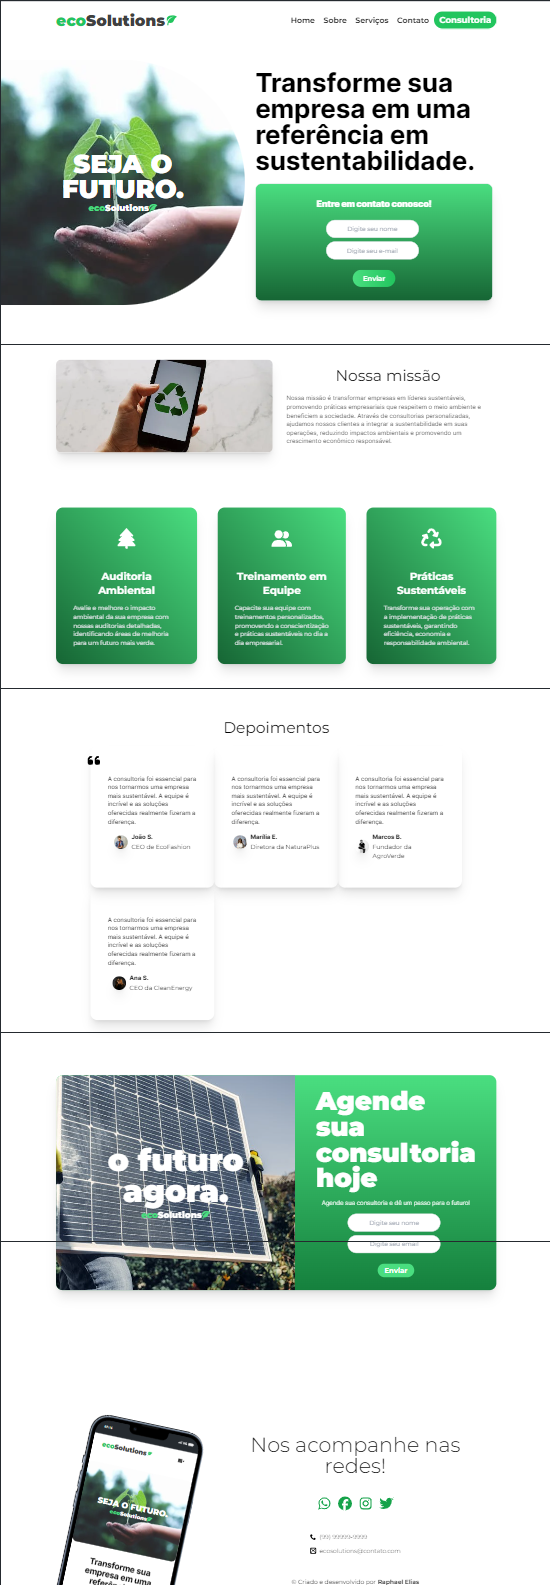 ecoSolutions
Home Sobre Serviços Contato Consultoria
SEJA O
FUTURO.
ecoSolutions
Transforme sua
empresa em uma
referência em
sustentabilidade.
Entre em contato conosco!
Digite seu nome
Digite seu e-mail
Enviar
Nossa missão
Nossa missão é transformar empresas em líderes sustentáveis,
promovendo práticas empresariais que respeitem o meio ambiente e
beneficiem a sociedade. Através de consultorias personalizadas,
ajudamos nossos clientes a integrar a sustentabilidade em suas
operações, reduzindo impactos ambientais e promovendo um
crescimento econômico responsável.
Auditoria
Ambiental
Avalie e melhore o impacto
ambiental da sua empresa com
nossas auditorias detalhadas,
identificando áreas de melhoria
para um futuro mais verde.
Treinamento em
Equipe
Capacite sua equipe com
treinamentos personalizados,
promovendo a conscientização
e práticas sustentáveis no dia a
dia empresarial.
Práticas
Sustentáveis
Transforme sua operação com
a implementação de práticas
sustentáveis, garantindo
eficiência, economia e
responsabilidade ambiental.
Depoimentos
A consultoria foi essencial para
nos tornarmos uma empresa
mais sustentável. A equipe é
incrível e as soluções
oferecidas realmente fizeram a
diferença.
João S.
CEO de EcoFashion
A consultoria foi essencial para
nos tornarmos uma empresa
mais sustentável. A equipe é
incrível e as soluções
oferecidas realmente fizeram a
diferença.
Marília E.
Diretora da NaturaPlus
A consultoria foi essencial para
nos tornarmos uma empresa
mais sustentável. A equipe é
incrível e as soluções
oferecidas realmente fizeram a
diferença.
Marcos B.
Fundador da
AgroVerde
A consultoria foi essencial para
nos tornarmos uma empresa
mais sustentável. A equipe é
incrível e as soluções
oferecidas realmente fizeram a
diferença.
Ana S.
CEO da CleanEnergy
o futuro
agora.
ecoSolutions
Agende
sua
consultoria
hoje
Agende sua consultoria e dê um passo para o futuro!
Digite seu nome
Digite seu email
Enviar
ecoSolutions
SEJA O FUTURO.
ecoSolutions
Transforme sua
empresa em uma
referência em
Nos acompanhe nas
redes!
(99) 99999-9999
ecosolutions@contato.com
© Criado e desenvolvido por Raphael Elias